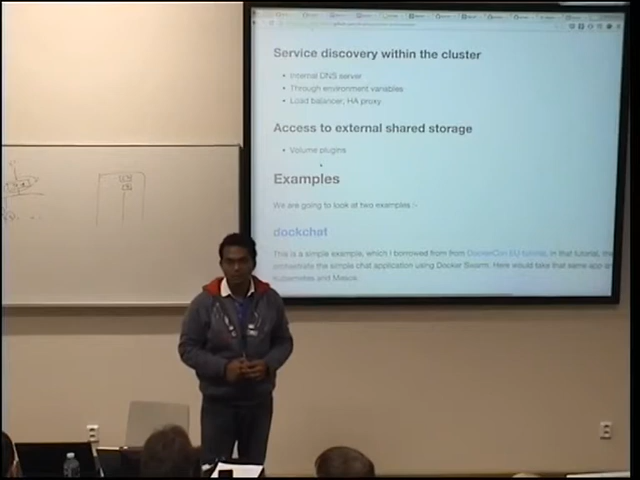 Service discovery within the cluster
Internal DNS server
Through environment variables
Load balancer, HA proxy
Access to external shared storage
Volume plugins
Examples
We are going to look at two examples :-
dockchat
This is a simple example, which I borrowed from from DockerCon EU tutorial. In that tutorial, the
orchestrate the simple chat application using Docker Swarm. Here would take that same app on
Kubernetes and Mesos.